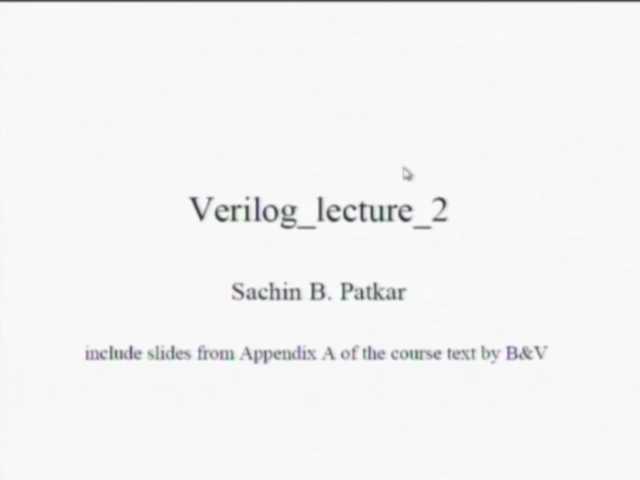 Verilog_lecture_2
Sachin B. Patkar
include slides from Appendix A of the course text by B&V